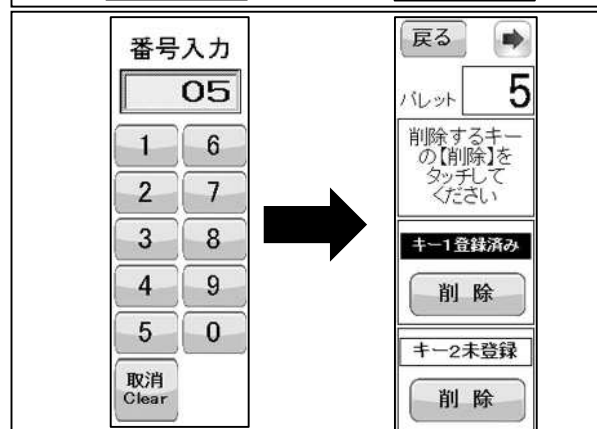 番号入力
05
1 6
2 7
3 8
4 9
5 0
取消
Clear
戻る
パレット 5
削除するキー
の【削除】を
タッチして
ください
キー1登録済み
削 除
キー2未登録
削 除